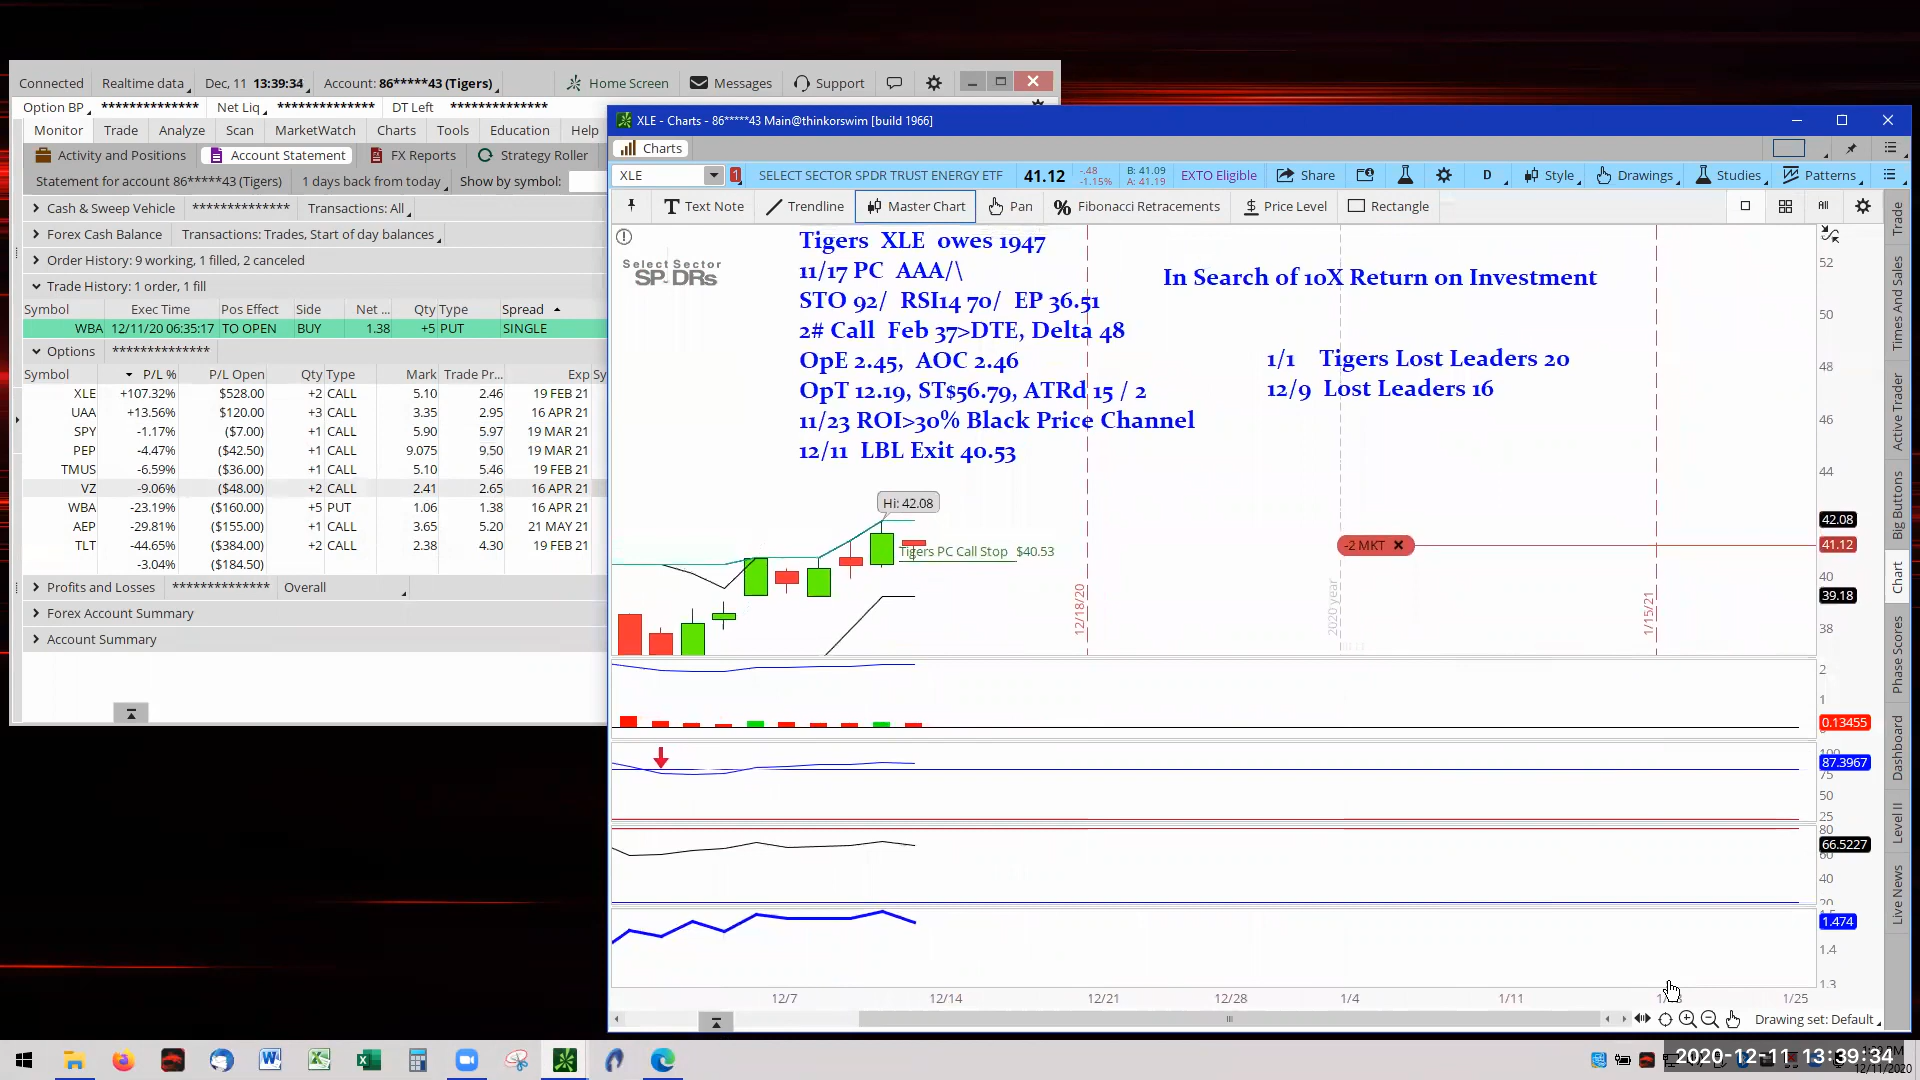 Connected Realtime data Dec, 11 13:39:34 Account: 86*****43 (Tigers) Home Screen Messages Support
Option BP ************** Net Liq ************** DT Left **************
Monitor Trade Analyze Scan MarketWatch Charts Tools Education Help
Activity and Positions Account Statement FX Reports Strategy Roller
Statement for account 86*****43 (Tigers) 1 days back from today Show by symbol:
Cash & Sweep Vehicle ************** Transactions: All
Forex Cash Balance Transactions: Trades, Start of day balances
Order History: 9 working, 1 filled, 2 canceled
Trade History: 1 order, 1 fill
Symbol Exec Time Pos Effect Side Net ... Qty Type Spread
WBA 12/11/20 06:35:17 TO OPEN BUY 1.38 +5 PUT SINGLE
Options **************
Symbol P/L % P/L Open Qty Type Mark Trade Pr... Exp Sy
XLE +107.32% $528.00 +2 CALL 5.10 2.46 19 FEB 21
UAA +13.56% $120.00 +3 CALL 3.35 2.95 16 APR 21
SPY -1.17% ($7.00) +1 CALL 5.90 5.97 19 MAR 21
PEP -4.47% ($42.50) +1 CALL 9.075 9.50 19 MAR 21
TMUS -6.59% ($36.00) +1 CALL 5.10 5.46 19 FEB 21
VZ -9.06% ($48.00) +2 CALL 2.41 2.65 16 APR 21
WBA -23.19% ($160.00) +5 PUT 1.06 1.38 16 APR 21
AEP -29.81% ($155.00) +1 CALL 3.65 5.20 21 MAY 21
TLT -44.65% ($384.00) +2 CALL 2.38 4.30 19 FEB 21
-3.04% ($184.50)
Profits and Losses ************** Overall
Forex Account Summary
Account Summary
XLE - Charts - 86*****43 Main@thinkorswim [build 1966]
Charts
XLE 1 SELECT SECTOR SPDR TRUST ENERGY ETF 41.12 -.48 -1.15% B: 41.09 A: 41.19 EXTO Eligible Share D Style Drawings Studies Patterns
Text Note Trendline Master Chart Pan Fibonacci Retracements Price Level Rectangle All
Select Sector
SPDRs
Tigers XLE owes 1947
11/17 PC AAA/\
STO 92/ RSI14 70/ EP 36.51
2# Call Feb 37>DTE, Delta 48
OpE 2.45, AOC 2.46
OpT 12.19, ST$56.79, ATRd 15 / 2
11/23 ROI>30% Black Price Channel
12/11 LBL Exit 40.53
In Search of 10X Return on Investment
1/1 Tigers Lost Leaders 20
12/9 Lost Leaders 16
Hi: 42.08
Tigers PC Call Stop $40.53
-2 MKT
12/18/20
2020 year
1/15/21
52
50
48
46
44
42.08
41.12
40
39.18
38
2
1
0.13455
100
87.3967
75
50
25
80
66.5227
60
40
20
1.474
1.4
1.3
12/7 12/14 12/21 12/28 1/4 1/11 1/25
Drawing set: Default
Trade
Times And Sales
Active Trader
Big Buttons
Chart
Phase Scores
Dashboard
Level II
Live News
2020-12-11 13:39:34
12/11/2020